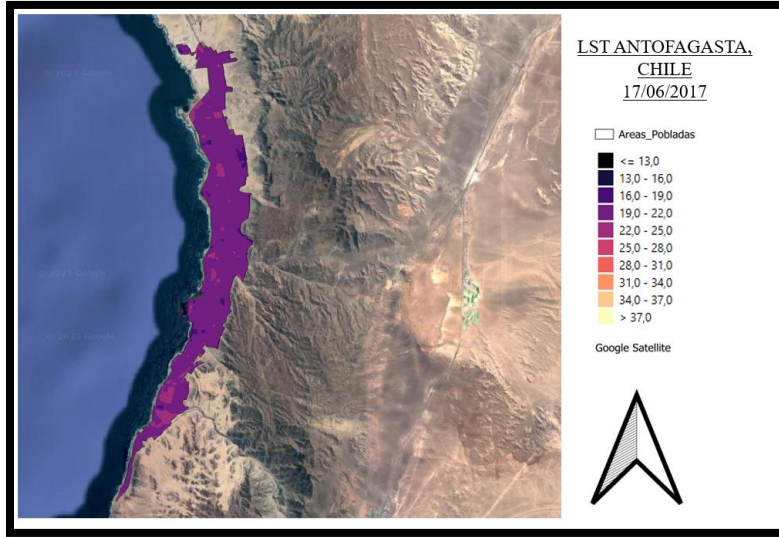 LST ANTOFAGASTA,
CHILE
17/06/2017
Areas_Pobladas
<= 13,0
13,0 - 16,0
16,0 - 19,0
19,0 - 22,0
22,0 - 25,0
25,0 - 28,0
28,0 - 31,0
31,0 - 34,0
34,0 - 37,0
> 37,0
Google Satellite